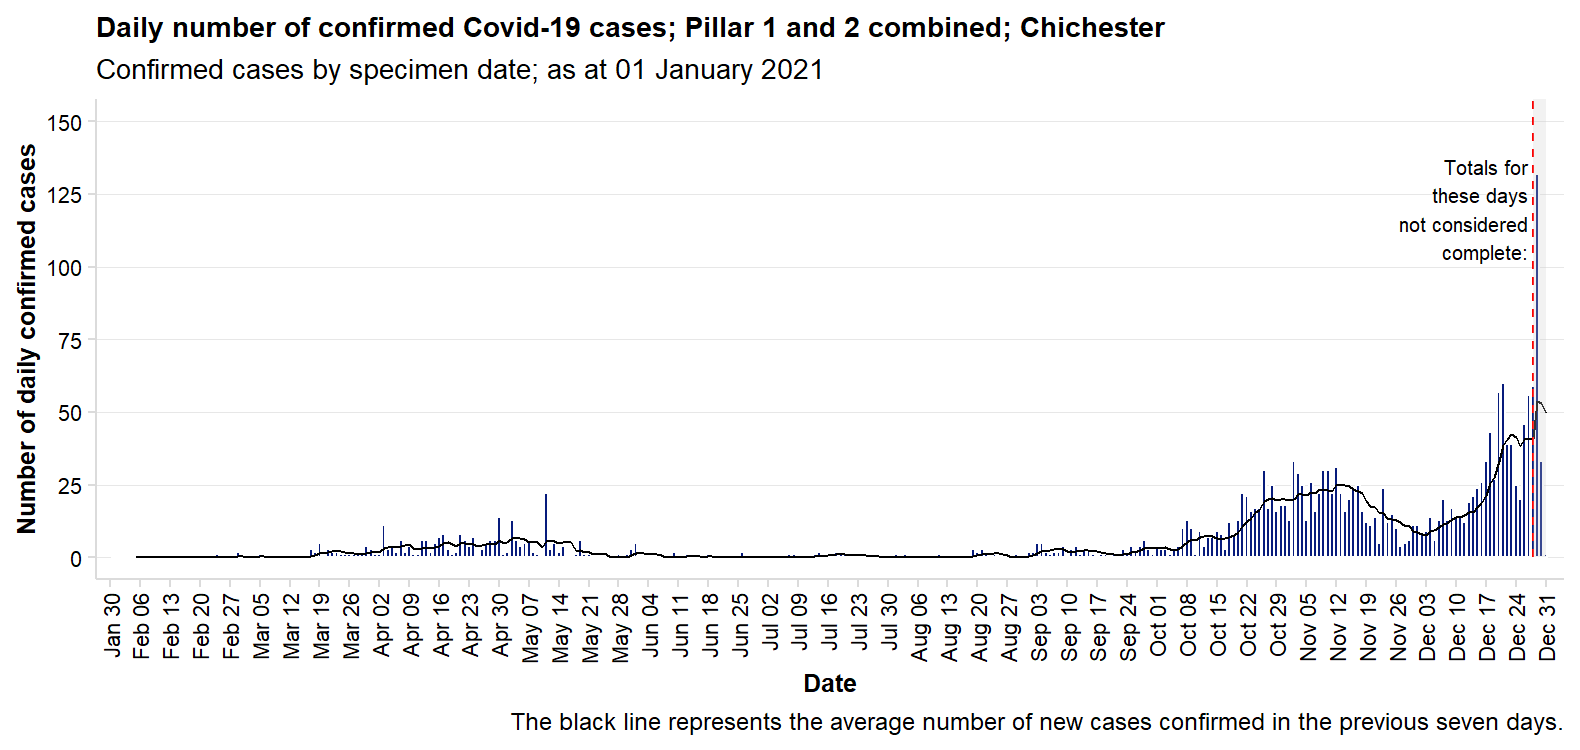 Daily number of confirmed Covid-19 cases; Pillar 1 and 2 combined; Chichester
Confirmed cases by specimen date; as at 01 January 2021
Number of daily confirmed cases
150
125
100
75
50
25
0
Totals for
these days
not considered
complete:
Jan 30
Feb 06
Feb 13
Feb 20
Feb 27
Mar 05
Mar 12
Mar 19
Mar 26
Apr 02
Apr 09
Apr 16
Apr 23
Apr 30
May 07
May 14
May 21
May 28
Jun 04
Jun 11
Jun 18
Jun 25
Jul 02
Jul 09
Jul 16
Jul 23
Jul 30
Aug 06
Aug 13
Aug 20
Aug 27
Sep 03
Sep 10
Sep 17
Sep 24
Oct 01
Oct 08
Oct 15
Oct 22
Oct 29
Nov 05
Nov 12
Nov 19
Nov 26
Dec 03
Dec 10
Dec 17
Dec 24
Dec 31
Date
The black line represents the average number of new cases confirmed in the previous seven days.